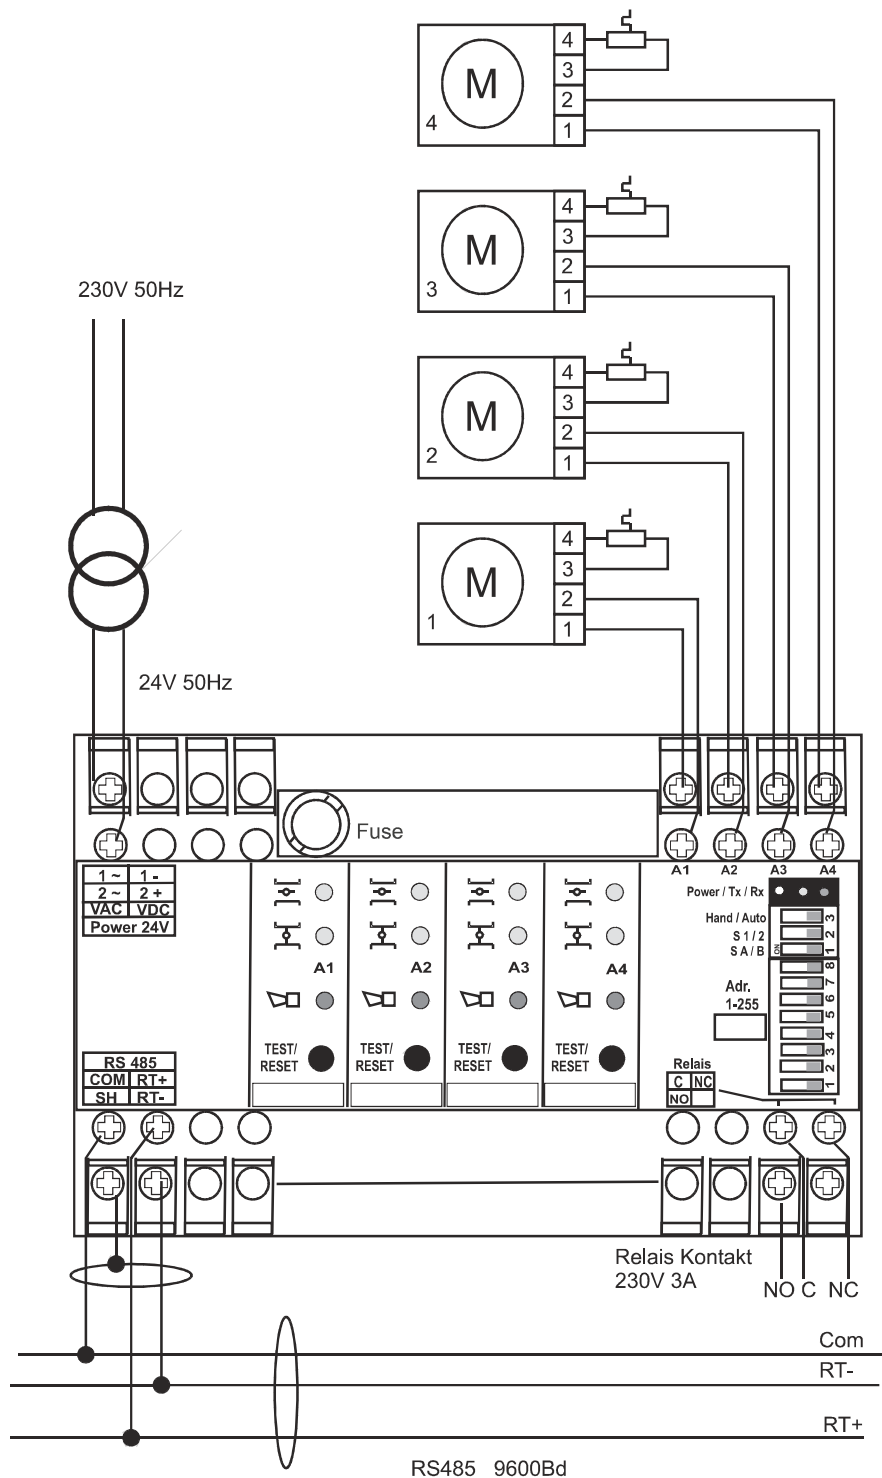 4
3
M
2
4
1
4
3
M
2
3
1
230V 50Hz
4
3
M
2
2
1
4
3
M
2
1
1
24V 50Hz
Fuse
A1 A2 A3 A4
1 ~ 1 -
2 ~ 2 +
VAC VDC
Power 24V
Power / Tx / Rx
Hand / Auto 3
S 1 / 2 2
S A / B ON 1
A1 A2 A3 A4
8
7
Adr. 6
1-255 5
4
3
2
1
TEST/ RESET
TEST/ RESET
TEST/ RESET
TEST/ RESET
RS 485
COM RT+
SH RT-
Relais
C NC
NO
Relais Kontakt
230V 3A
NO C NC
Com
RT-
RT+
RS485 9600Bd